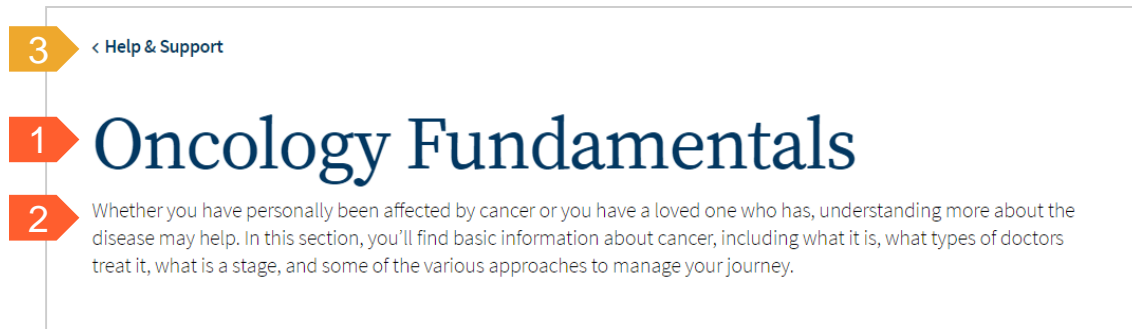 3 < Help & Support
1 Oncology Fundamentals
2 Whether you have personally been affected by cancer or you have a loved one who has, understanding more about the
disease may help. In this section, you’ll find basic information about cancer, including what it is, what types of doctors
treat it, what is a stage, and some of the various approaches to manage your journey.